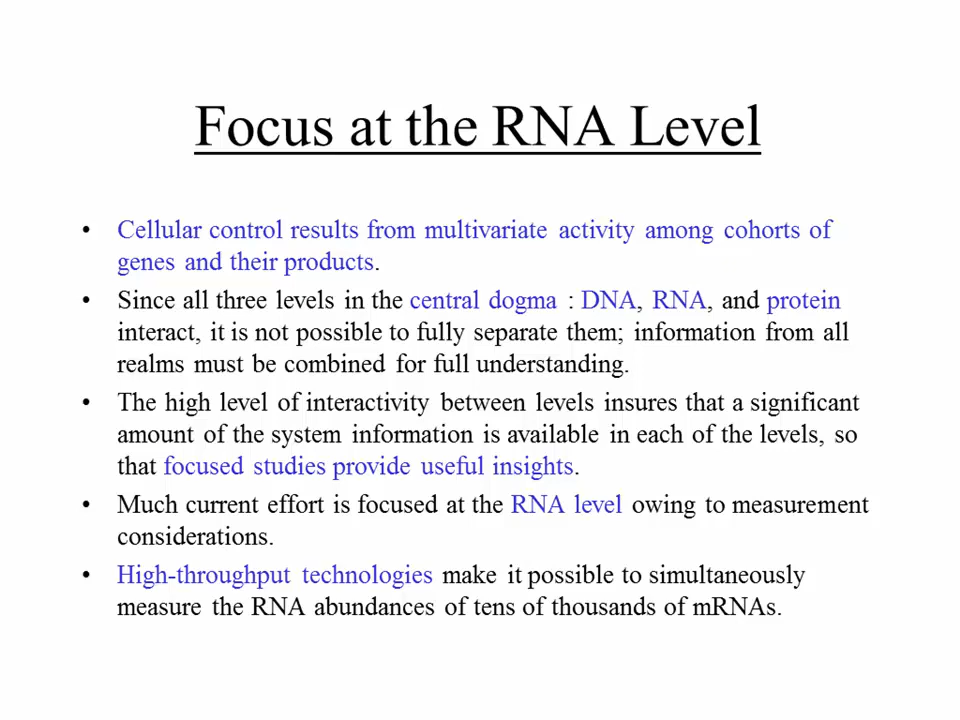 Focus at the RNA Level
• Cellular control results from multivariate activity among cohorts of
genes and their products.
• Since all three levels in the central dogma : DNA, RNA, and protein
interact, it is not possible to fully separate them; information from all
realms must be combined for full understanding.
• The high level of interactivity between levels insures that a significant
amount of the system information is available in each of the levels, so
that focused studies provide useful insights.
• Much current effort is focused at the RNA level owing to measurement
considerations.
• High-throughput technologies make it possible to simultaneously
measure the RNA abundances of tens of thousands of mRNAs.